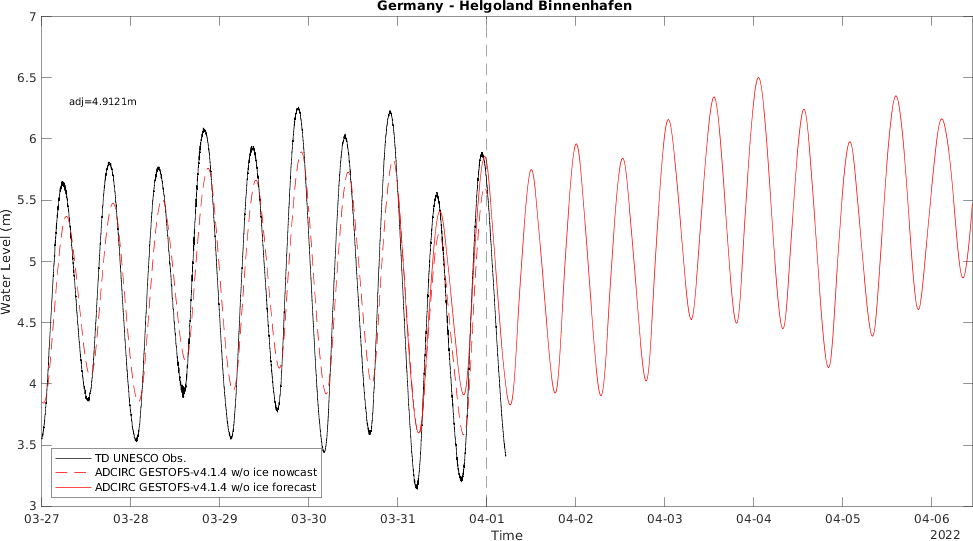 Germany - Helgoland Binnenhafen
7
6.5
adj=4.9121m
6
5.5
5
4.5
4
3.5
3
Water Level (m)
TD UNESCO Obs.
ADCIRC GESTOFS-v4.1.4 w/o ice nowcast
ADCIRC GESTOFS-v4.1.4 w/o ice forecast
03-27 03-28 03-29 03-30 03-31 04-01 04-02 04-03 04-04 04-05 04-06
Time
2022